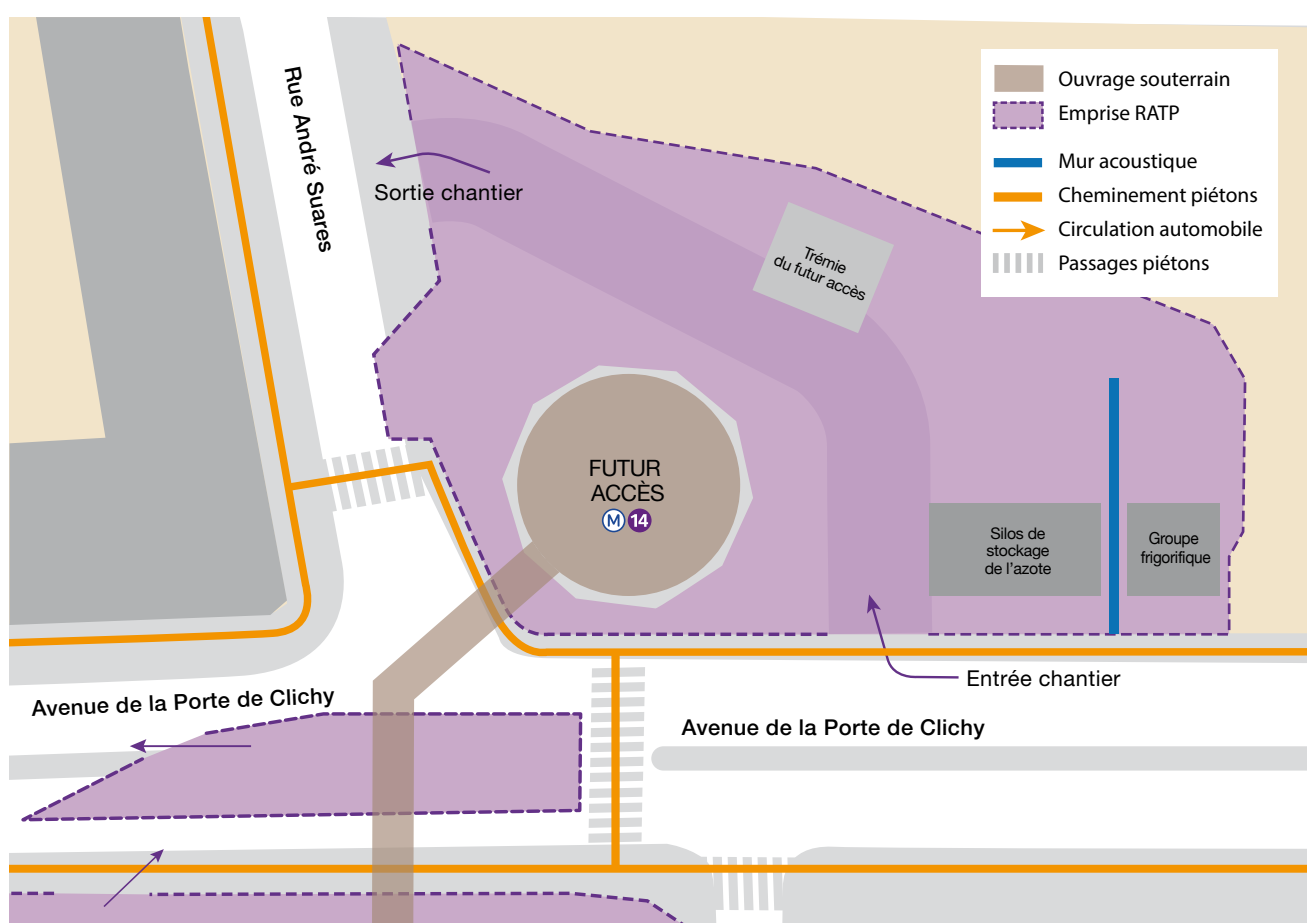 Rue André Suares
Sortie chantier
Trémie
du futur accès
Ouvrage souterrain
Emprise RATP
Mur acoustique
Cheminement piétons
Circulation automobile
Passages piétons
FUTUR
ACCÈS
M 14
Silos de
stockage
de l'azote
Groupe
frigorifique
Entrée chantier
Avenue de la Porte de Clichy
Avenue de la Porte de Clichy